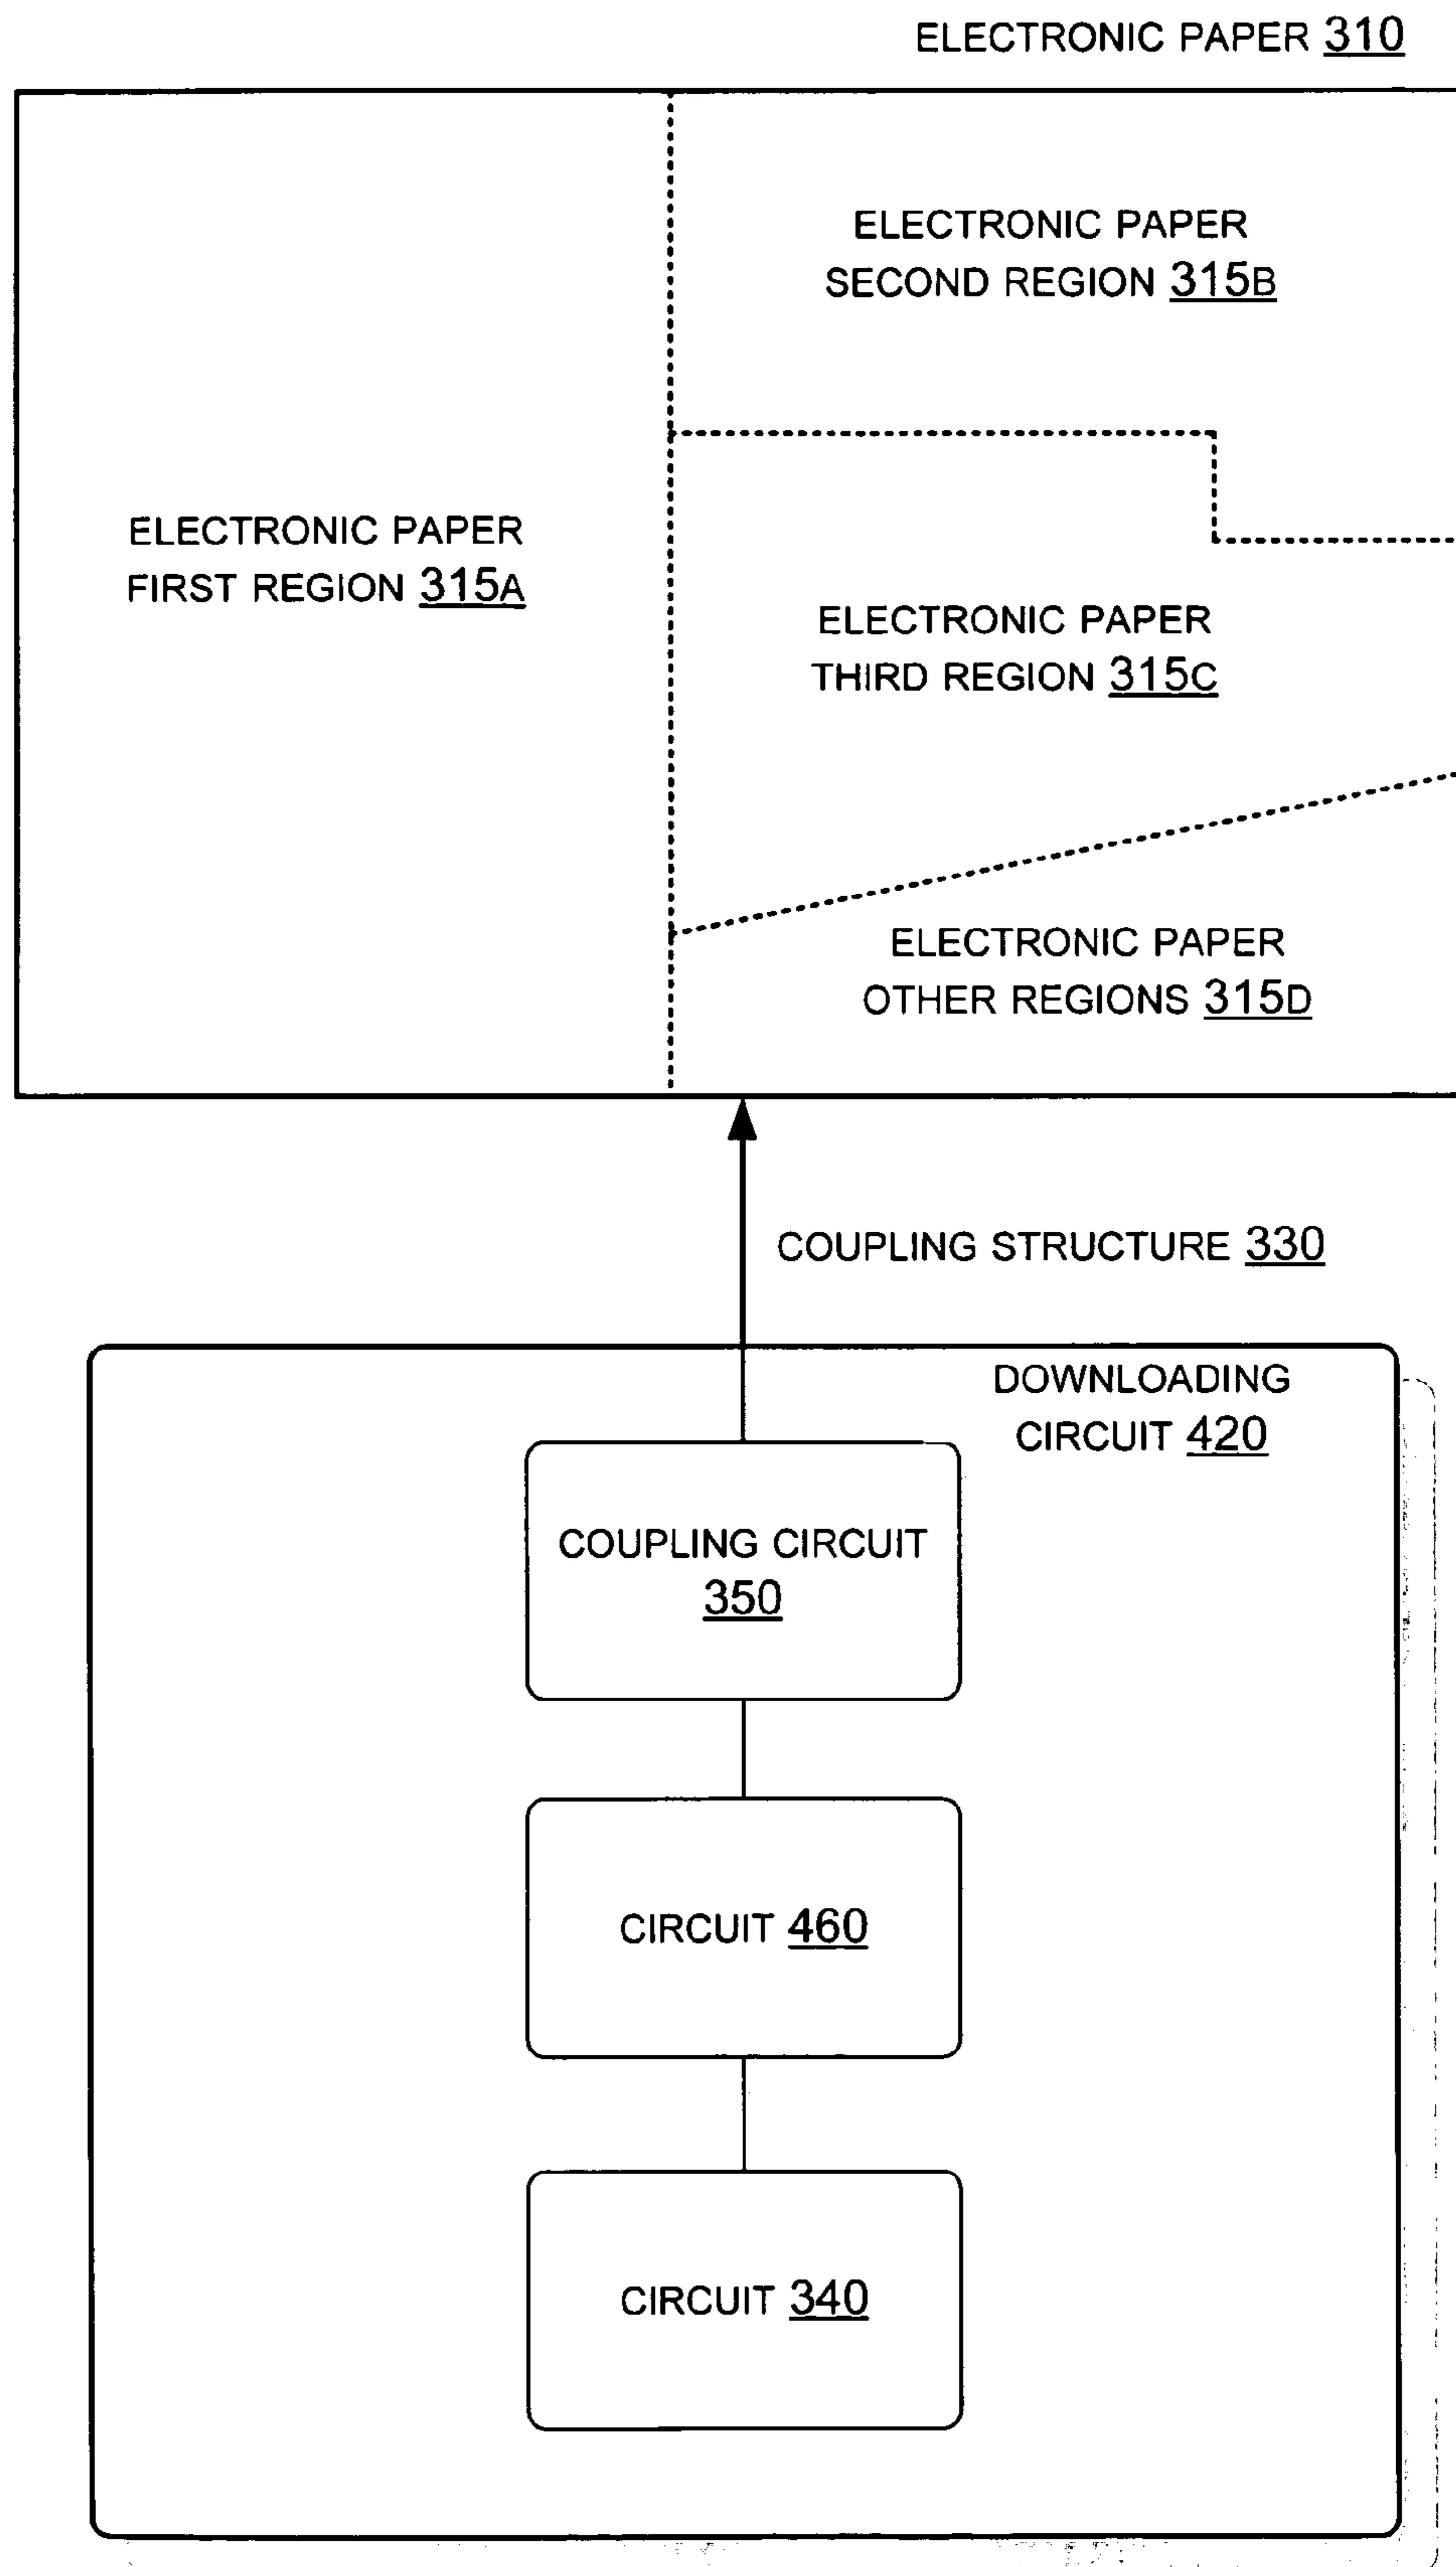 ELECTRONIC PAPER 310
ELECTRONIC PAPER
SECOND REGION 315B
ELECTRONIC PAPER
FIRST REGION 315A
ELECTRONIC PAPER
THIRD REGION 315C
ELECTRONIC PAPER
OTHER REGIONS 315D
COUPLING STRUCTURE 330
DOWNLOADING
CIRCUIT 420
COUPLING CIRCUIT
350
CIRCUIT 460
CIRCUIT 340